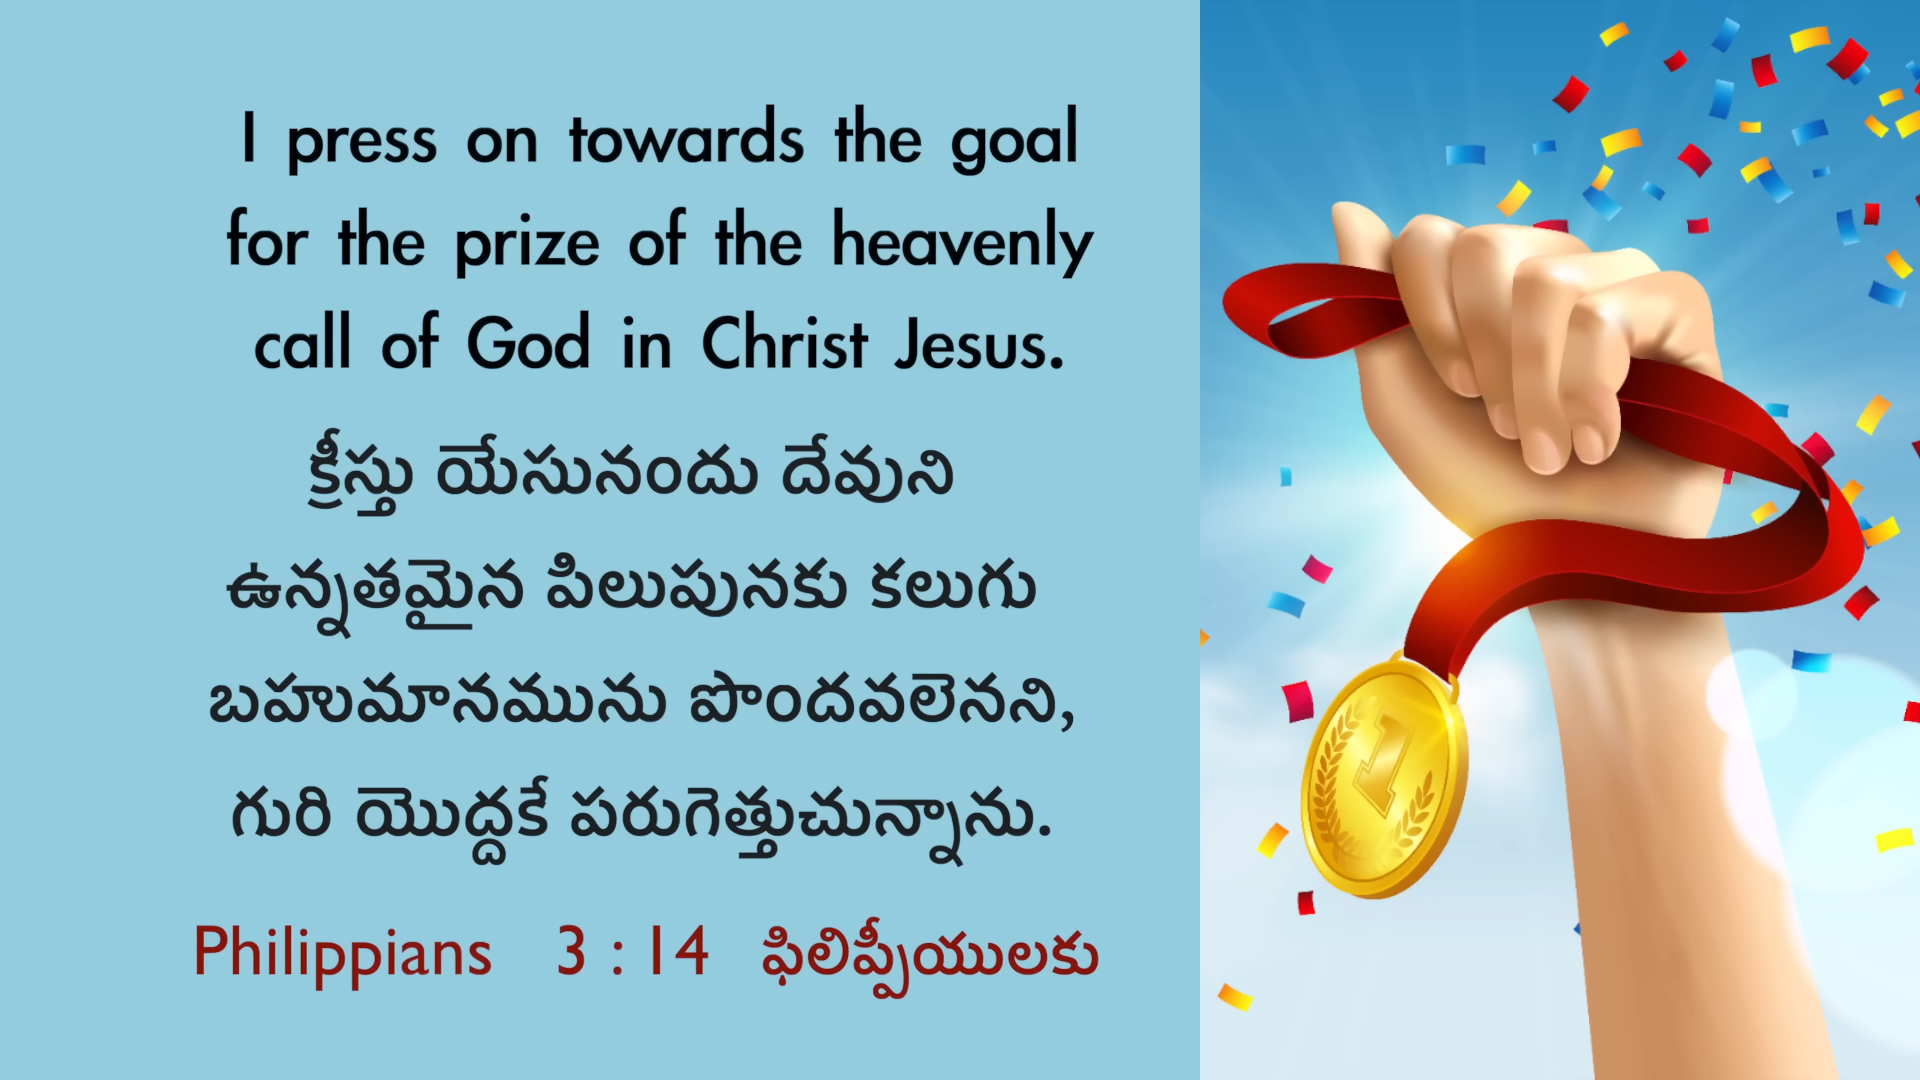 I press on towards the goal
for the prize of the heavenly
call of God in Christ Jesus.
క్రీస్తు యేసునందు దేవుని
ఉన్నతమైన పిలుపునకు కలుగు
బహుమానమును పొందవలెనని,
గురి యొద్దకే పరుగెత్తుచున్నాను.
Philippians 3 : 14 ఫిలిప్పీయులకు
1